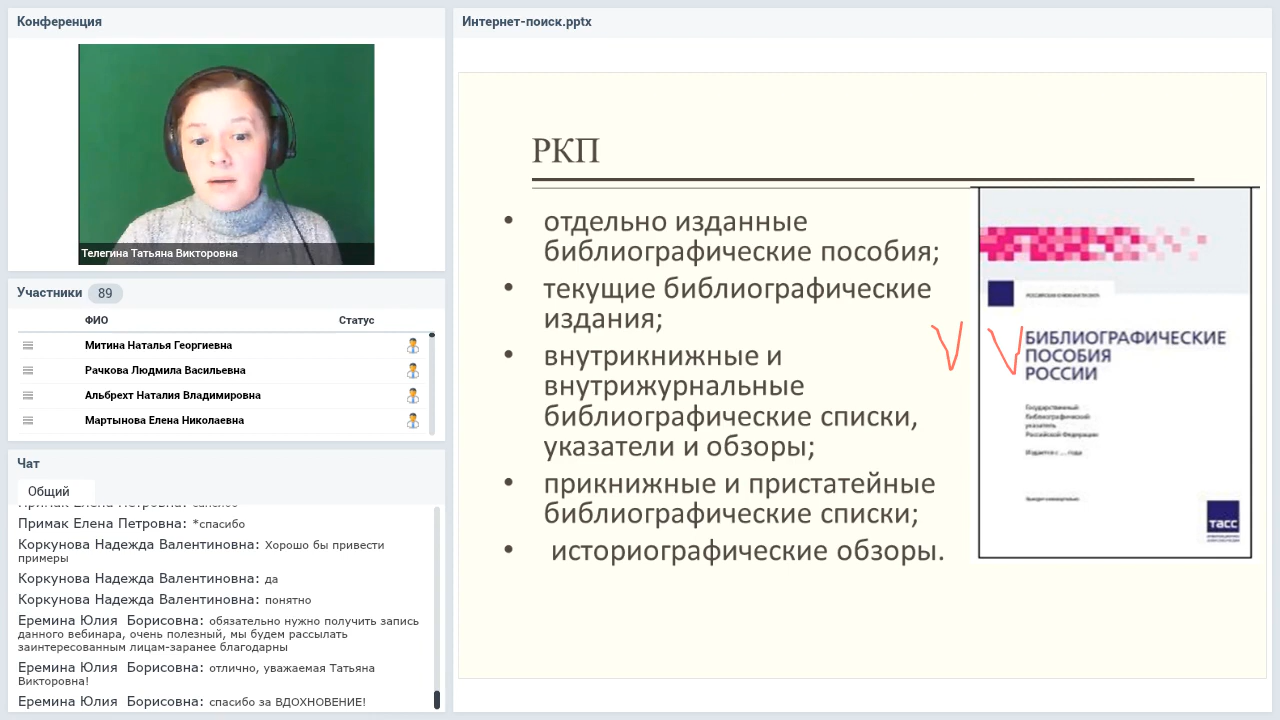 Конференция
Телегина Татьяна Викторовна
Участники 89
ФИО Статус
Митина Наталья Георгиевна
Рачкова Людмила Васильевна
Альбрехт Наталия Владимировна
Мартынова Елена Николаевна
Чат
Общий
Примак Елена Петровна: *спасибо
Коркунова Надежда Валентиновна: Хорошо бы привести
примеры
Коркунова Надежда Валентиновна: да
Коркунова Надежда Валентиновна: понятно
Еремина Юлия Борисовна: обязательно нужно получить запись
данного вебинара, очень полезный, мы будем рассылать
заинтересованным лицам-заранее благодарны
Еремина Юлия Борисовна: отлично, уважаемая Татьяна
Викторовна!
Еремина Юлия Борисовна: спасибо за ВДОХНОВЕНИЕ!
Интернет-поиск.pptx
РКП
• отдельно изданные
библиографические пособия;
• текущие библиографические
издания;
• внутрикнижные и
внутрижурнальные
библиографические списки,
указатели и обзоры;
• прикнижные и пристатейные
библиографические списки;
• историографические обзоры.
БИБЛИОГРАФИЧЕСКИЕ
ПОСОБИЯ
РОССИИ
Государственный
библиографический
указатель
Российской Федерации
ТАСС